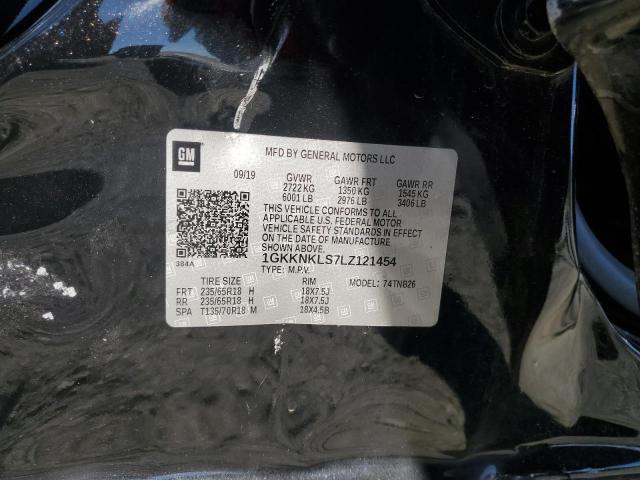 GM
MFD BY GENERAL MOTORS LLC
09/19 GVWR GAWR FRT GAWR RR
2722 KG 1350 KG 1545 KG
6001 LB 2976 LB 3406 LB
THIS VEHICLE CONFORMS TO ALL
APPLICABLE U.S. FEDERAL MOTOR
VEHICLE SAFETY STANDARDS IN EFFECT
ON THE DATE OF MANUFACTURE
SHOWN ABOVE.
384A 1GKKNKLS7LZ121454
TYPE: M.P.V.
TIRE SIZE RIM MODEL: 74TNB26
FRT 235/65R18 H 18X7.5J
RR 235/65R18 H 18X7.5J
SPA T135/70R18 M 18X4.5B